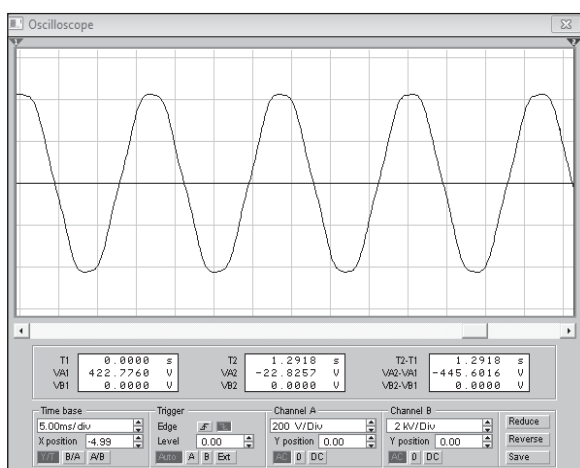 Oscilloscope
1 2
T1 0.0000 s T2 1.2918 s T2-T1 1.2918 s
VA1 422.7760 V VA2 -22.8257 V VA2-VA1 -445.6016 V
VB1 0.0000 V VB2 0.0000 V VB2-VB1 0.0000 V
Time base Trigger Channel A Channel B
5.00ms/div Edge 200 V/Div 2 kV/Div Reduce
X position -4.99 Level 0.00 Y position 0.00 Y position 0.00 Reverse
Y/T B/A A/B Auto A B Ext AC 0 DC AC 0 DC Save